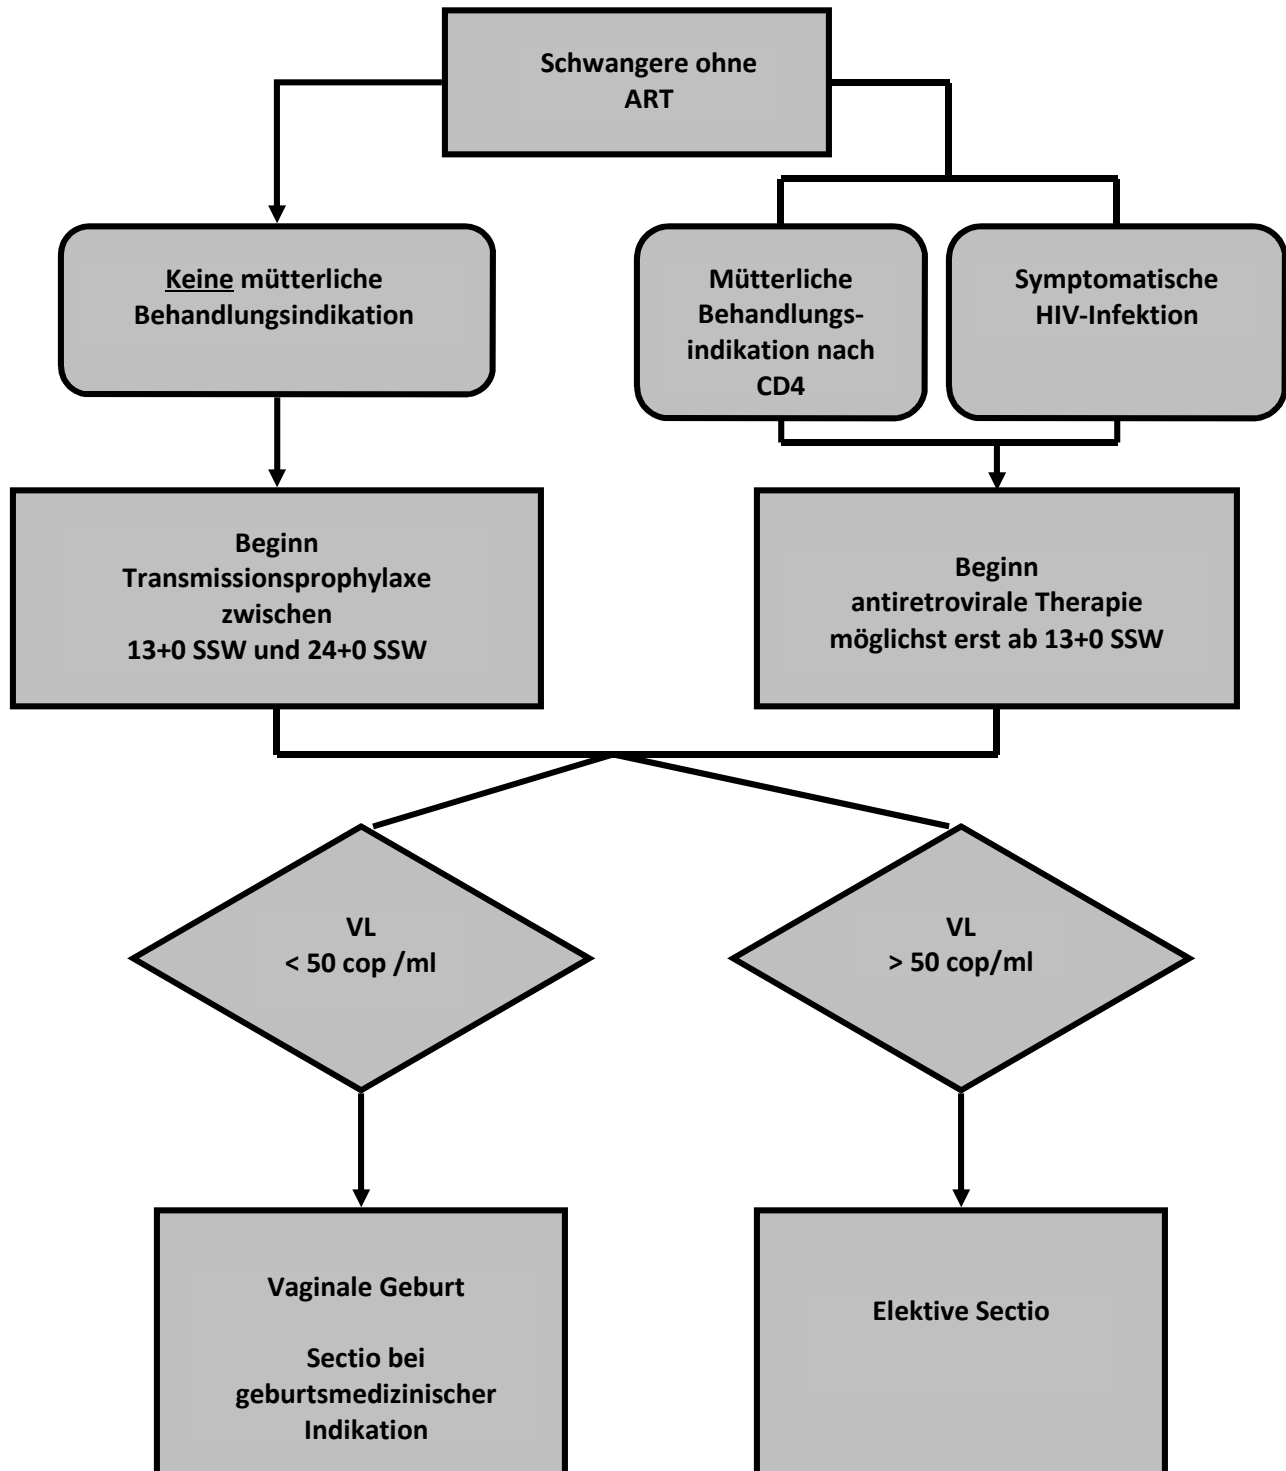 Schwangere ohne
ART
Keine mütterliche
Behandlungsindikation
Mütterliche
Behandlungs-
indikation nach
CD4
Symptomatische
HIV-Infektion
Beginn
Transmissionsprophylaxe
zwischen
13+0 SSW und 24+0 SSW
Beginn
antiretrovirale Therapie
möglichst erst ab 13+0 SSW
VL
< 50 cop /ml
VL
> 50 cop/ml
Vaginale Geburt
Sectio bei
geburtsmedizinischer
Indikation
Elektive Sectio